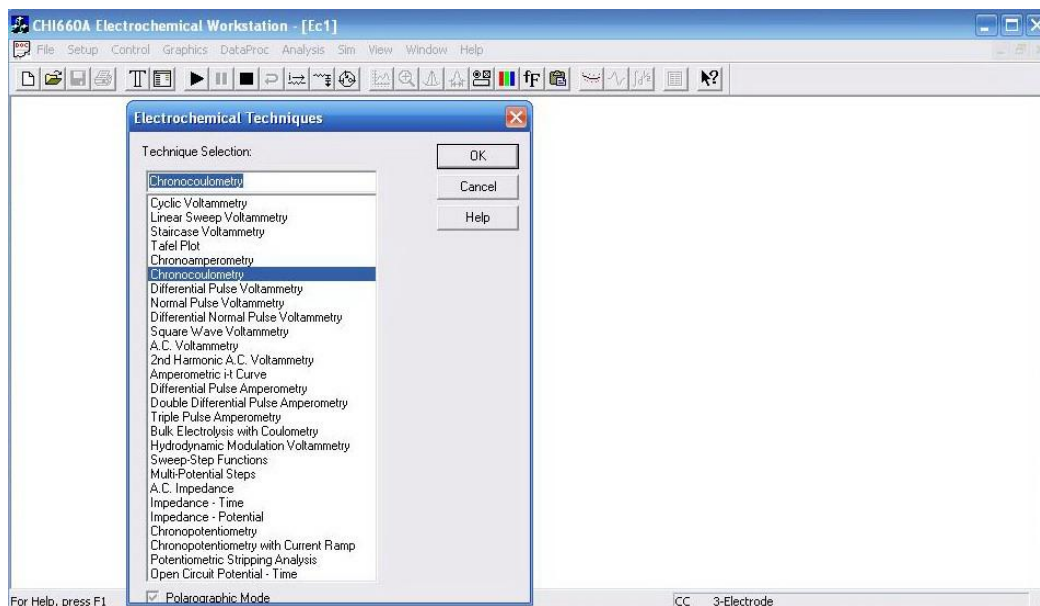 CHI660A Electrochemical Workstation - [Ec1]
DOC File Setup Control Graphics DataProc Analysis Sim View Window Help
T fF ?
Electrochemical Techniques
Technique Selection:
OK
Chronocoulometry
Cancel
Help
Cyclic Voltammetry
Linear Sweep Voltammetry
Staircase Voltammetry
Tafel Plot
Chronoamperometry
Chronocoulometry
Differential Pulse Voltammetry
Normal Pulse Voltammetry
Differential Normal Pulse Voltammetry
Square Wave Voltammetry
A.C. Voltammetry
2nd Harmonic A.C. Voltammetry
Amperometric i-t Curve
Differential Pulse Amperometry
Double Differential Pulse Amperometry
Triple Pulse Amperometry
Bulk Electrolysis with Coulometry
Hydrodynamic Modulation Voltammetry
Sweep-Step Functions
Multi-Potential Steps
A.C. Impedance
Impedance - Time
Impedance - Potential
Chronopotentiometry
Chronopotentiometry with Current Ramp
Potentiometric Stripping Analysis
Open Circuit Potential - Time
Polarographic Mode
For Help, press F1
CC 3-Electrode